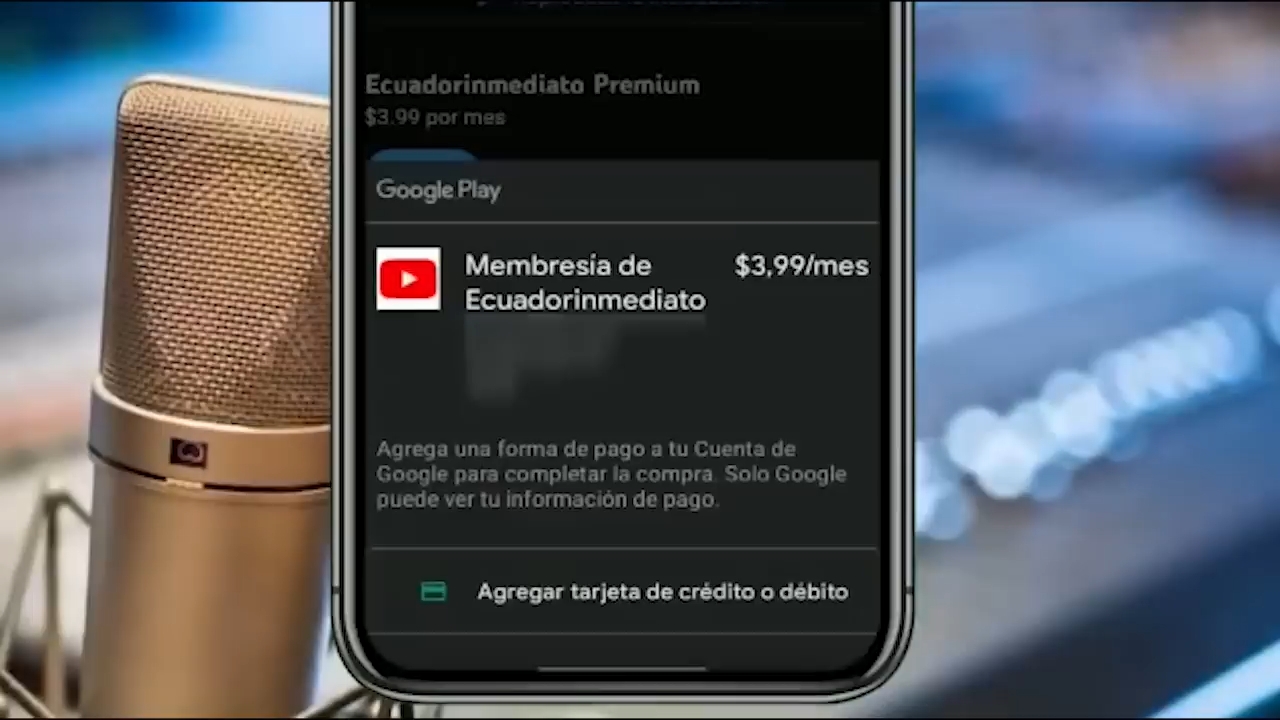 Ecuadorinmediato Premium
$3.99 por mes
Google Play
Membresía de $3,99/mes
Ecuadorinmediato
Agrega una forma de pago a tu Cuenta de
Google para completar la compra. Solo Google
puede ver tu información de pago.
Agregar tarjeta de crédito o débito